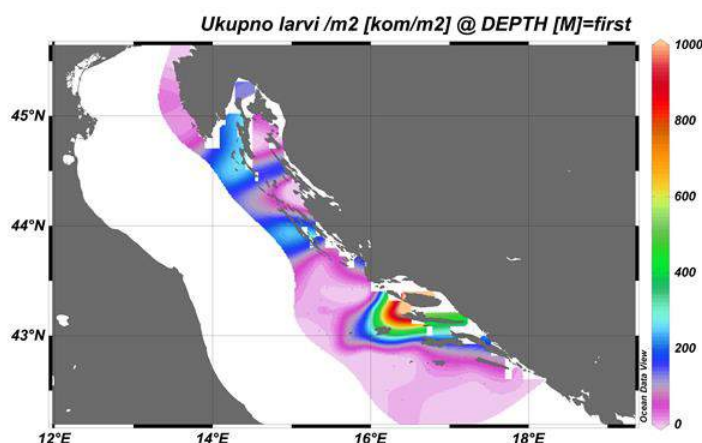 Ukupno larvi /m2 [kom/m2] @ DEPTH [M]=first
1000
45°N
800
600
44°N
400
43°N
200
Ocean Data View
0
12°E
14°E
16°E
18°E